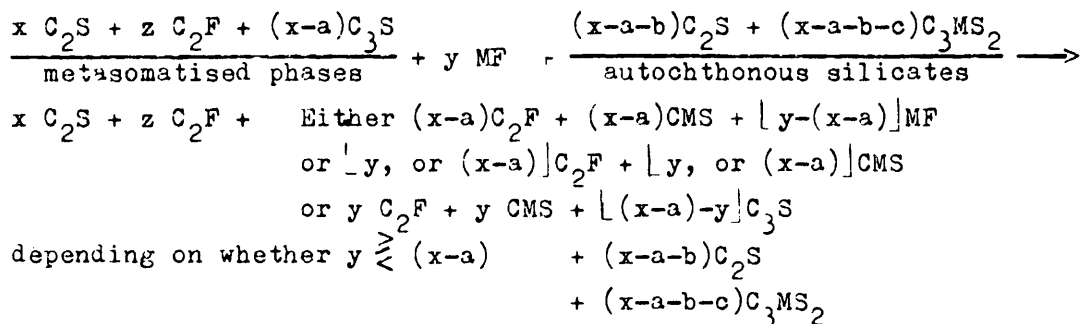 x C₂S + z C₂F + (x-a)C₃S + y MF - (x-a-b)C₂S + (x-a-b-c)C₃MS₂ ⟶
metasomatised phases autochthonous silicates
x C₂S + z C₂F + Either (x-a)C₂F + (x-a)CMS + ⌊ y-(x-a)⌋MF
or ⌊y, or (x-a)⌋C₂F + ⌊y, or (x-a)⌋CMS
or y C₂F + y CMS + ⌊(x-a)-y⌋C₃S
depending on whether y ⪌ (x-a) + (x-a-b)C₂S
+ (x-a-b-c)C₃MS₂